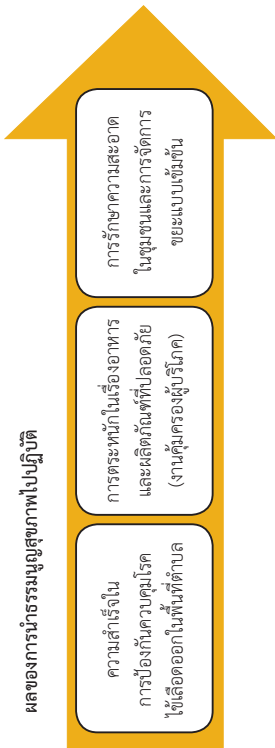 ผลของการนำธรรมนูญสุขภาพไปปฏิบัติ
ความสำเร็จใน
การป้องกันควบคุมโรค
ไข้เลือดออกในพื้นที่ตำบล
การตระหนักในเรื่องอาหาร
และผลิตภัณฑ์ที่ปลอดภัย
(งานคุ้มครองผู้บริโภค)
การรักษาความสะอาด
ในชุมชนและการจัดการ
ขยะแบบเข้มข้น